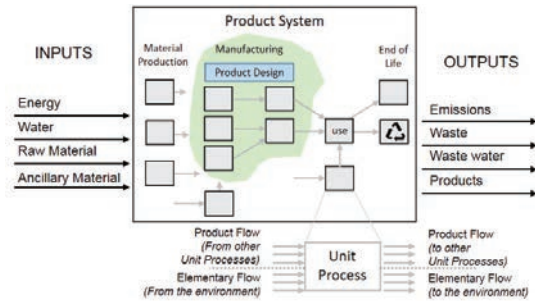 Product System
INPUTS
Material
Production
Manufacturing
Product Design
End of
Life
OUTPUTS
Energy
Water
Raw Material
Ancillary Material
use
Emissions
Waste
Waste water
Products
Product Flow
(From other
Unit Processes)
Elementary Flow
(From the environment)
Unit
Process
Product Flow
(to other
Unit Processes)
Elementary Flow
(to the environment)